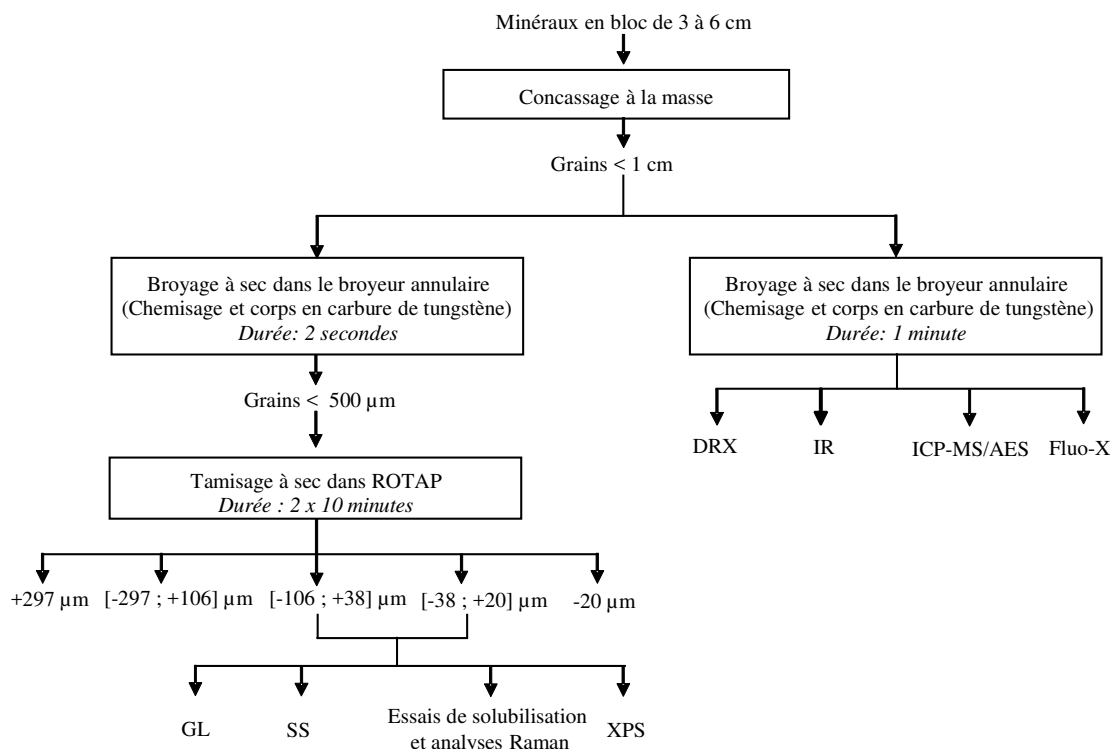 Minéraux en bloc de 3 à 6 cm
Concassage à la masse
Grains < 1 cm
Broyage à sec dans le broyeur annulaire
(Chemisage et corps en carbure de tungstène)
Durée: 2 secondes
Broyage à sec dans le broyeur annulaire
(Chemisage et corps en carbure de tungstène)
Durée: 1 minute
Grains < 500 µm
DRX
IR
ICP-MS/AES
Fluo-X
Tamisage à sec dans ROTAP
Durée : 2 x 10 minutes
+297 µm
[-297 ; +106] µm
[-106 ; +38] µm
[-38 ; +20] µm
-20 µm
GL
SS
Essais de solubilisation
et analyses Raman
XPS